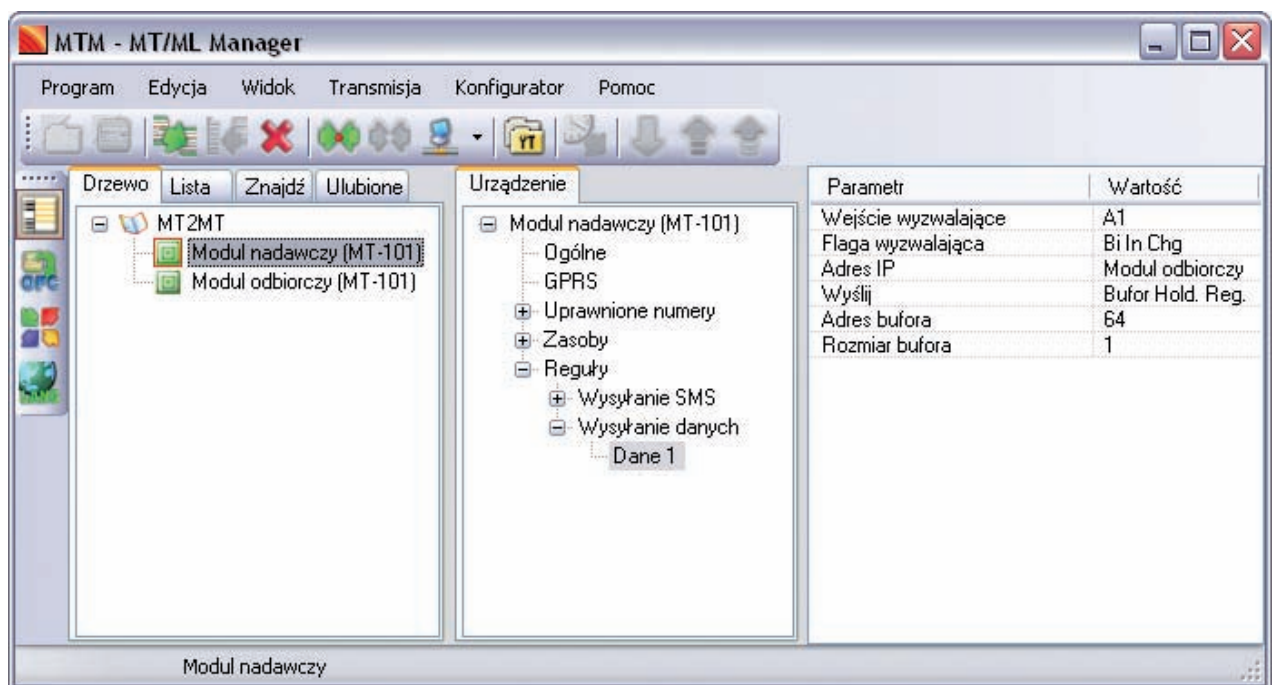 MTM - MT/ML Manager
Program Edycja Widok Transmisja Konfigurator Pomoc
YT
Drzewo Lista Znajdź Ulubione
MT2MT
Modul nadawczy (MT-101)
Modul odbiorczy (MT-101)
OPC
Urządzenie
Modul nadawczy (MT-101)
Ogólne
GPRS
Uprawnione numery
Zasoby
Reguły
Wysyłanie SMS
Wysyłanie danych
Dane 1
Parametr Wartość
Wejście wyzwalające A1
Flaga wyzwalająca Bi In Chg
Adres IP Modul odbiorczy
Wyślij Bufor Hold. Reg.
Adres bufora 64
Rozmiar bufora 1
Modul nadawczy